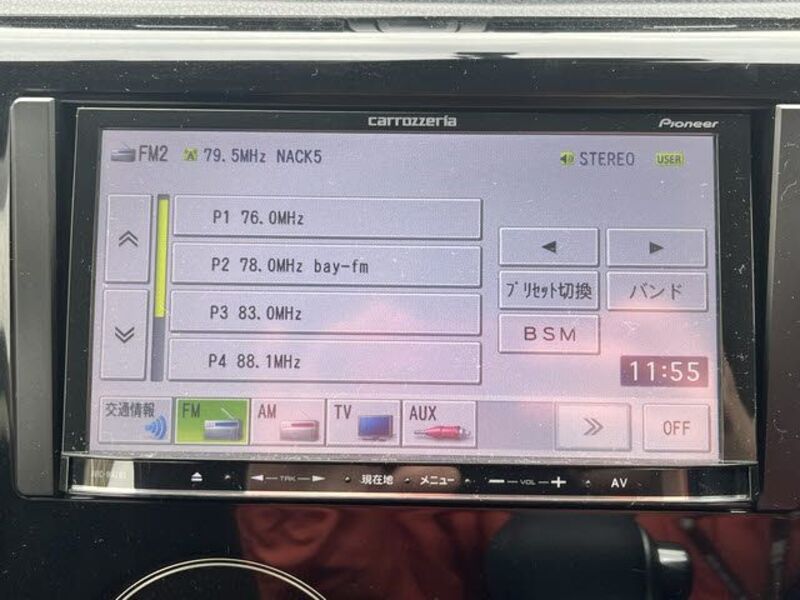 carrozzeria
Pioneer
FM2 79.5MHz NACK5
STEREO USER
P1 76.0MHz
P2 78.0MHz bay-fm
P3 83.0MHz
P4 88.1MHz
プリセット切換 バンド
BSM
11:55
交通情報 FM AM TV AUX
OFF
TRK 現在地 メニュー VOL AV